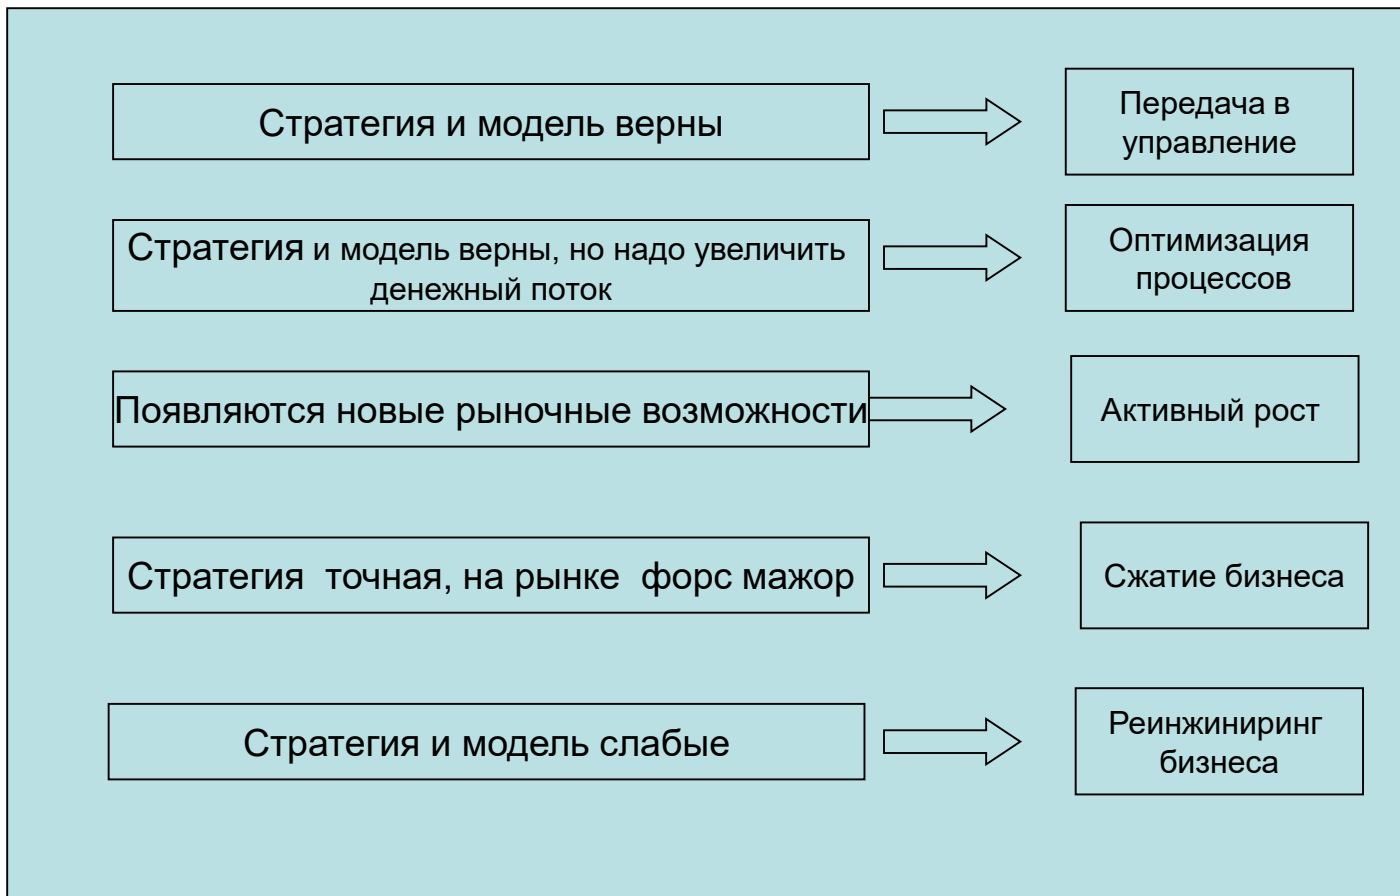 Стратегия и модель верны
Передача в
управление
Стратегия и модель верны, но надо увеличить
денежный поток
Оптимизация
процессов
Появляются новые рыночные возможности
Активный рост
Стратегия точная, на рынке форс мажор
Сжатие бизнеса
Стратегия и модель слабые
Реинжиниринг
бизнеса